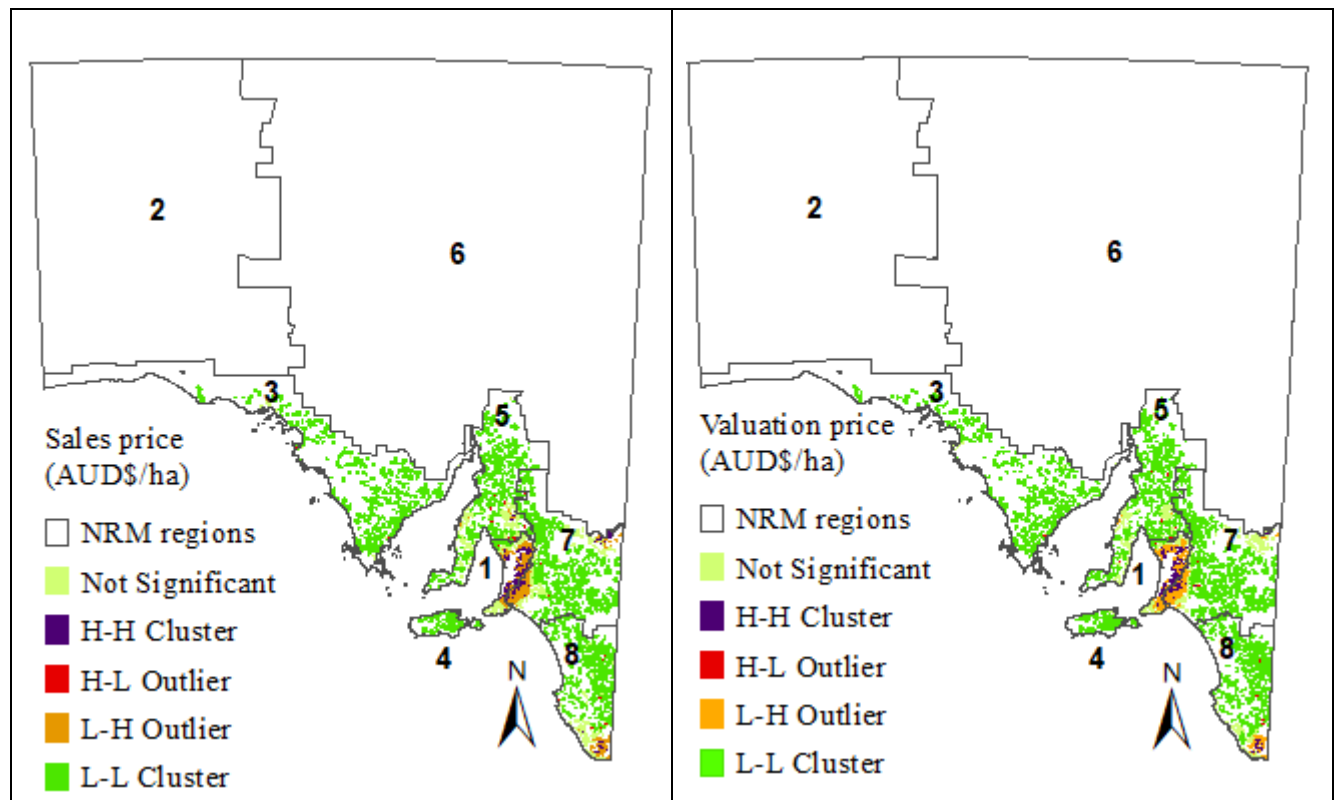 2
6
3
5
Sales price
(AUD$/ha)
NRM regions
7
Not Significant
1
H-H Cluster
4
8
H-L Outlier
N
L-H Outlier
L-L Cluster
2
6
3
5
Valuation price
(AUD$/ha)
NRM regions
7
Not Significant
1
H-H Cluster
4
8
H-L Outlier
N
L-H Outlier
L-L Cluster